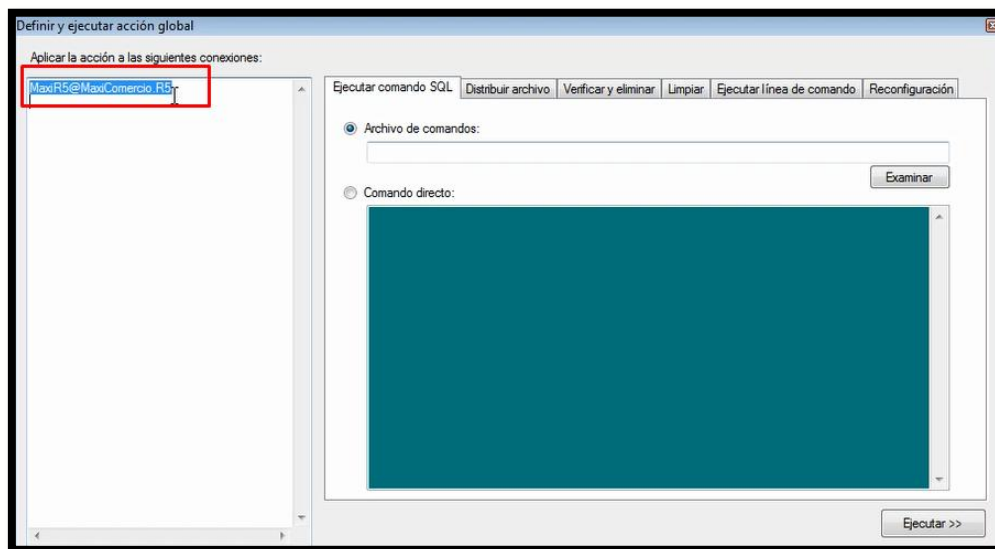 Definir y ejecutar acción global
Aplicar la acción a las siguientes conexiones:
MaxiR5@MaxiComercio.R5
Ejecutar comando SQL Distribuir archivo Verificar y eliminar Limpiar Ejecutar línea de comando Reconfiguración
Archivo de comandos:
Examinar
Comando directo:
Ejecutar >>